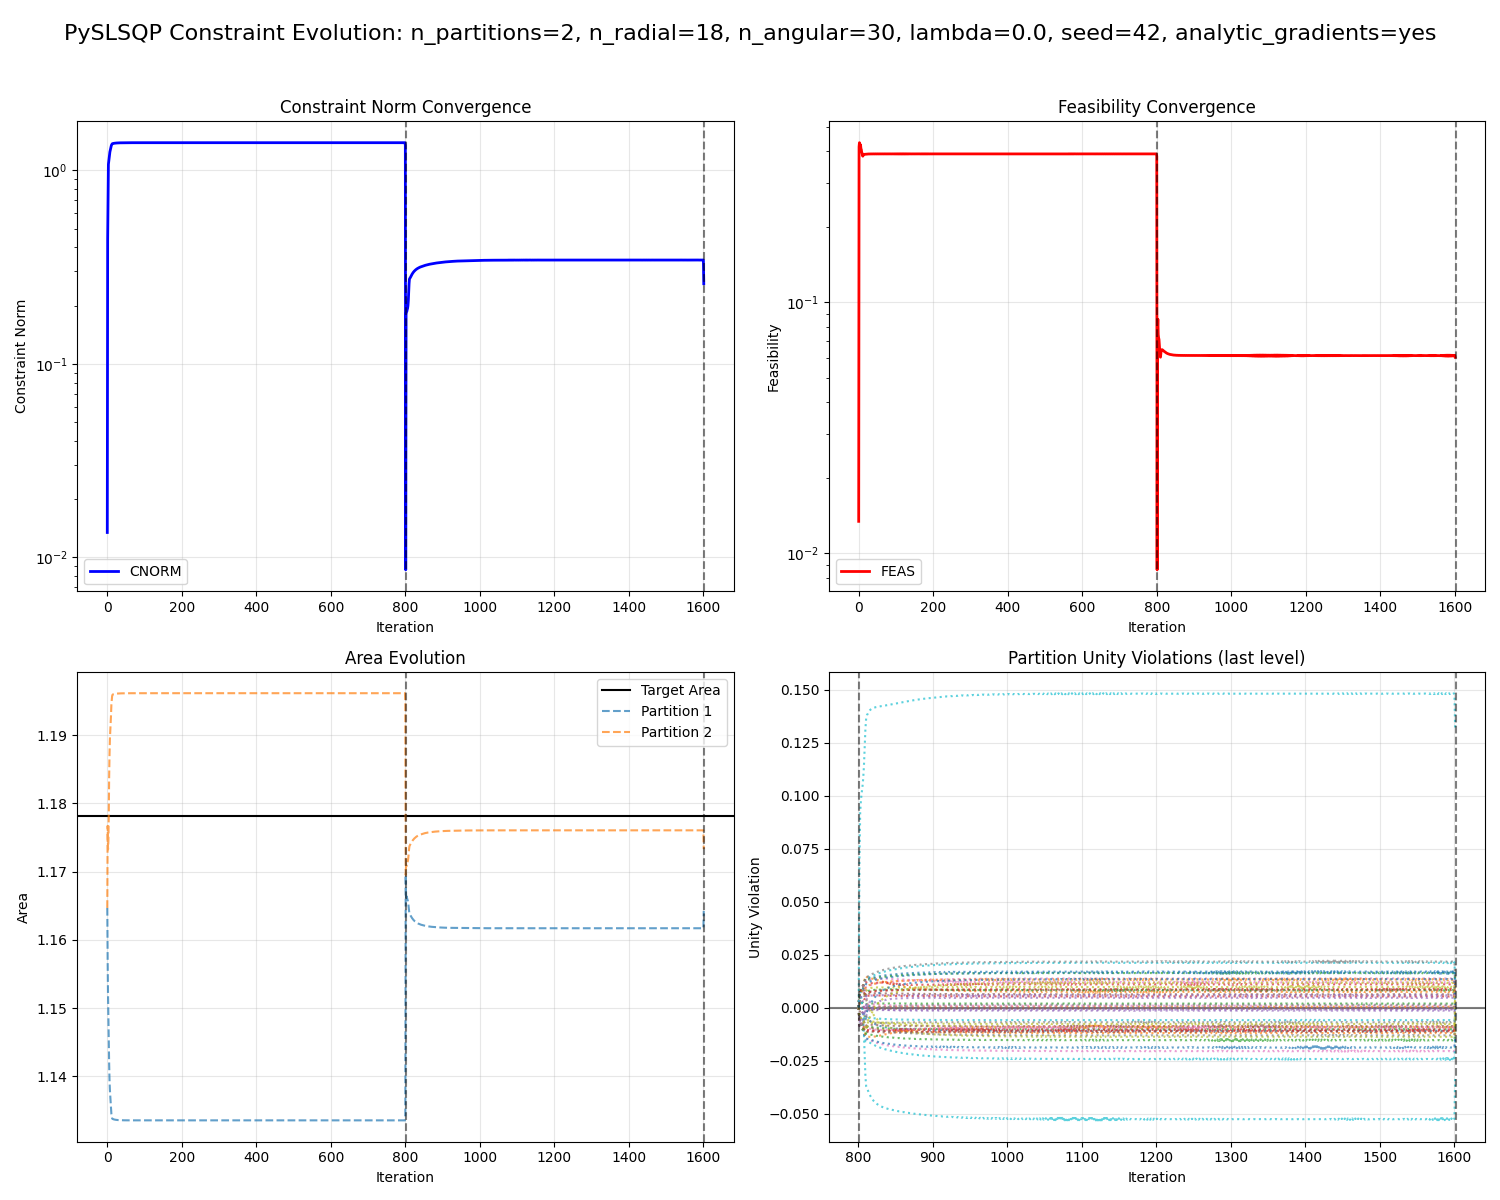 PySLSQP Constraint Evolution: n_partitions=2, n_radial=18, n_angular=30, lambda=0.0, seed=42, analytic_gradients=yes
Constraint Norm Convergence
10⁰
10⁻¹
10⁻²
Constraint Norm
CNORM
0 200 400 600 800 1000 1200 1400 1600
Iteration
Feasibility Convergence
10⁻¹
10⁻²
Feasibility
FEAS
0 200 400 600 800 1000 1200 1400 1600
Iteration
Area Evolution
Target Area
Partition 1
Partition 2
1.19
1.18
1.17
1.16
1.15
1.14
Area
0 200 400 600 800 1000 1200 1400 1600
Iteration
Partition Unity Violations (last level)
0.150
0.125
0.100
0.075
0.050
0.025
0.000
−0.025
−0.050
Unity Violation
800 900 1000 1100 1200 1300 1400 1500 1600
Iteration